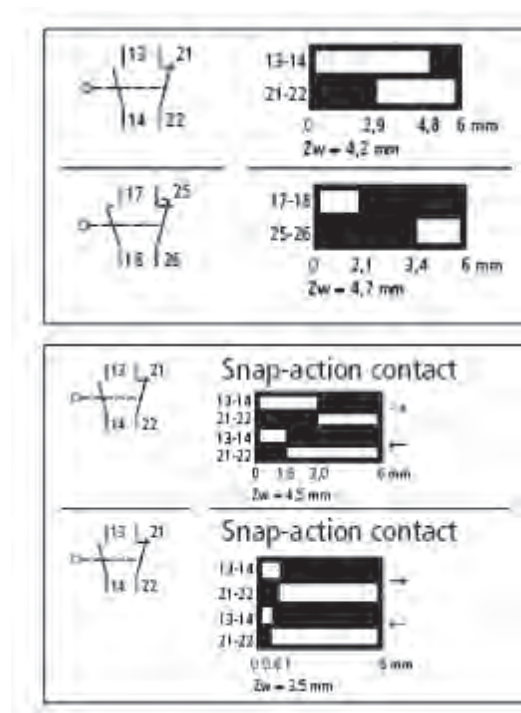 13 21
14 22
13-14
21-22
0 2,9 4,8 6 mm
Zw = 4,2 mm
17 25
18 26
17-18
25-26
0 2,1 3,4 6 mm
Zw = 4,7 mm
13 21
14 22
Snap-action contact
13-14
21-22
13-14
21-22
0 6 mm
Zw = 4,5 mm
13 21
14 22
Snap-action contact
13-14
21-22
13-14
21-22
6 mm
Zw = 3.5 mm